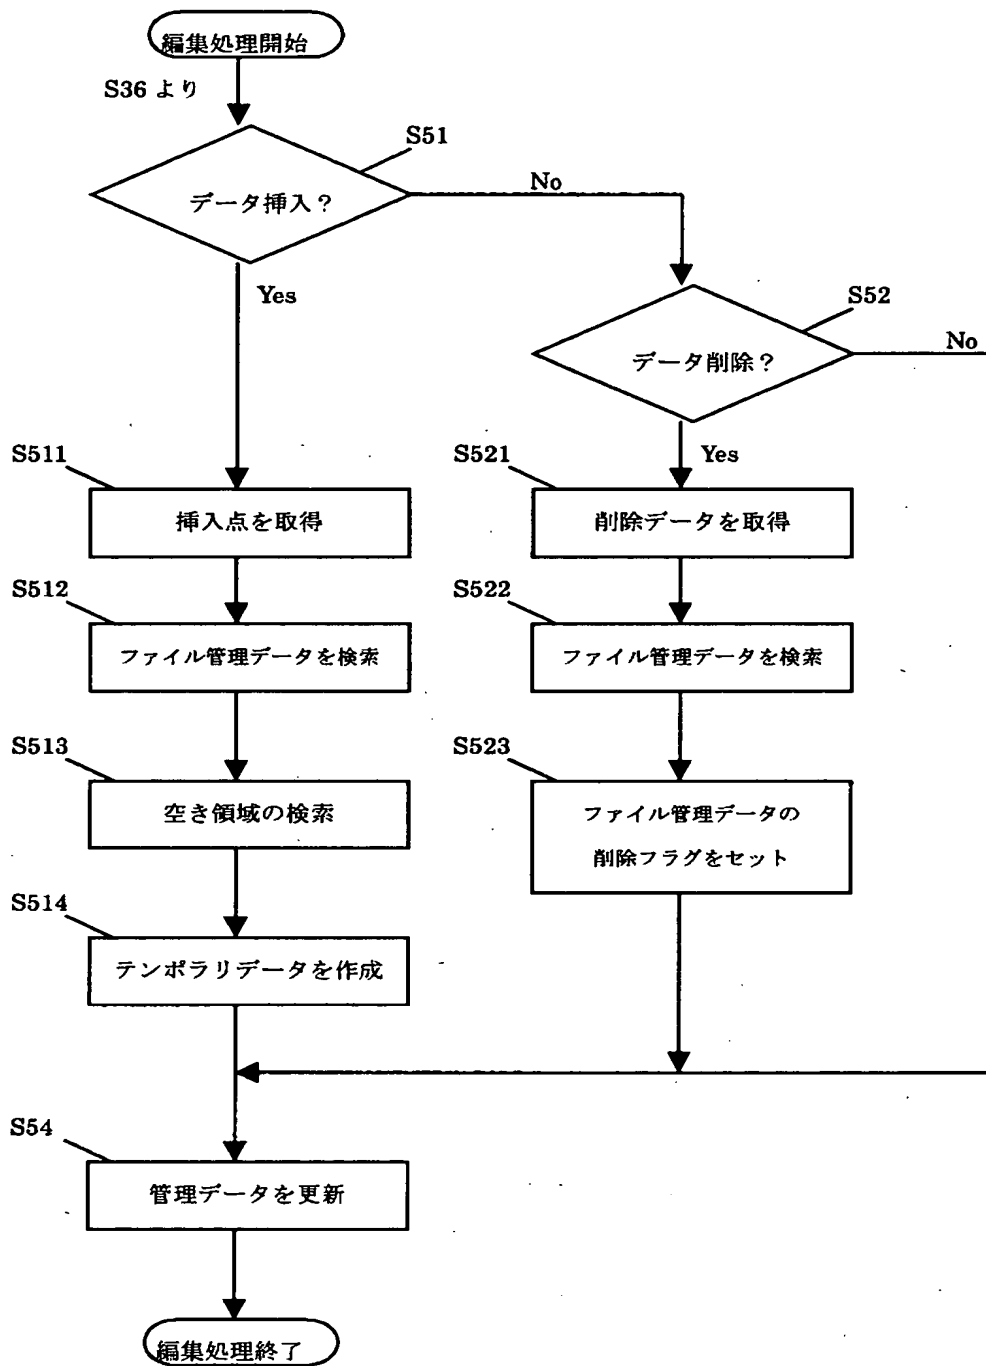 編集処理開始
S36 より
S51
データ挿入？
No
Yes
S52
データ削除？
No
Yes
S511
挿入点を取得
S521
削除データを取得
S512
ファイル管理データを検索
S522
ファイル管理データを検索
S513
空き領域の検索
S523
ファイル管理データの
削除フラグをセット
S514
テンポラリデータを作成
S54
管理データを更新
編集処理終了